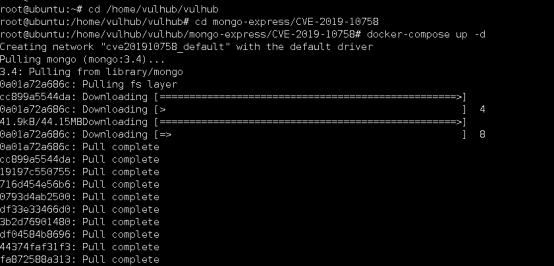 root@ubuntu:~# cd /home/vulhub/vulhub
root@ubuntu:/home/vulhub/vulhub# cd mongo-express/CVE-2019-10758
root@ubuntu:/home/vulhub/vulhub/mongo-express/CVE-2019-10758# docker-compose up -d
Creating network "cve201910758_default" with the default driver
Pulling mongo (mongo:3.4)...
3.4: Pulling from library/mongo
0a01a72a686c: Pulling fs layer
cc899a5544da: Downloading [==================================================>]
0a01a72a686c: Downloading [> ] 4
41.9kB/44.15MBDownloading [==================================================>]
0a01a72a686c: Downloading [=> ] 8
0a01a72a686c: Pull complete
cc899a5544da: Pull complete
19197c550755: Pull complete
716d454e56b6: Pull complete
0793d4ab2500: Pull complete
df33e33466d0: Pull complete
3b2d76901480: Pull complete
df04584b8696: Pull complete
44374faf31f3: Pull complete
fa872588a313: Pull complete